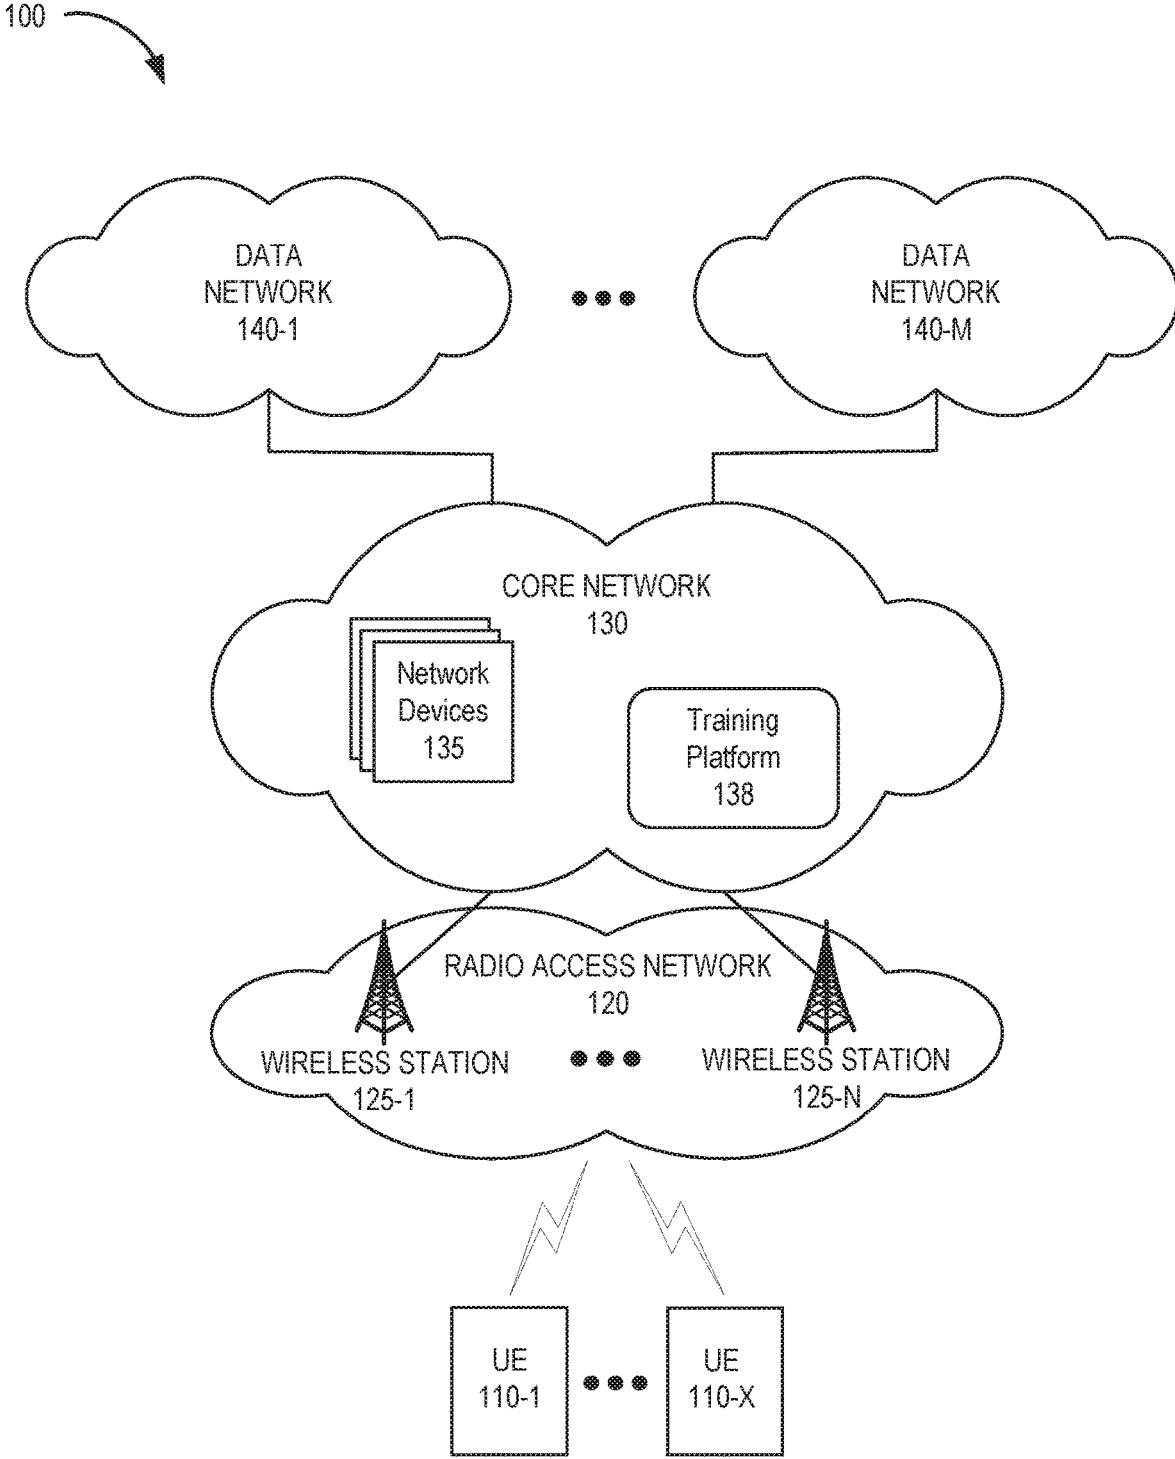 100
DATA
NETWORK
140-1
DATA
NETWORK
140-M
CORE NETWORK
130
Network
Devices
135
Training
Platform
138
RADIO ACCESS NETWORK
120
WIRELESS STATION
125-1
WIRELESS STATION
125-N
UE
110-1
UE
110-X